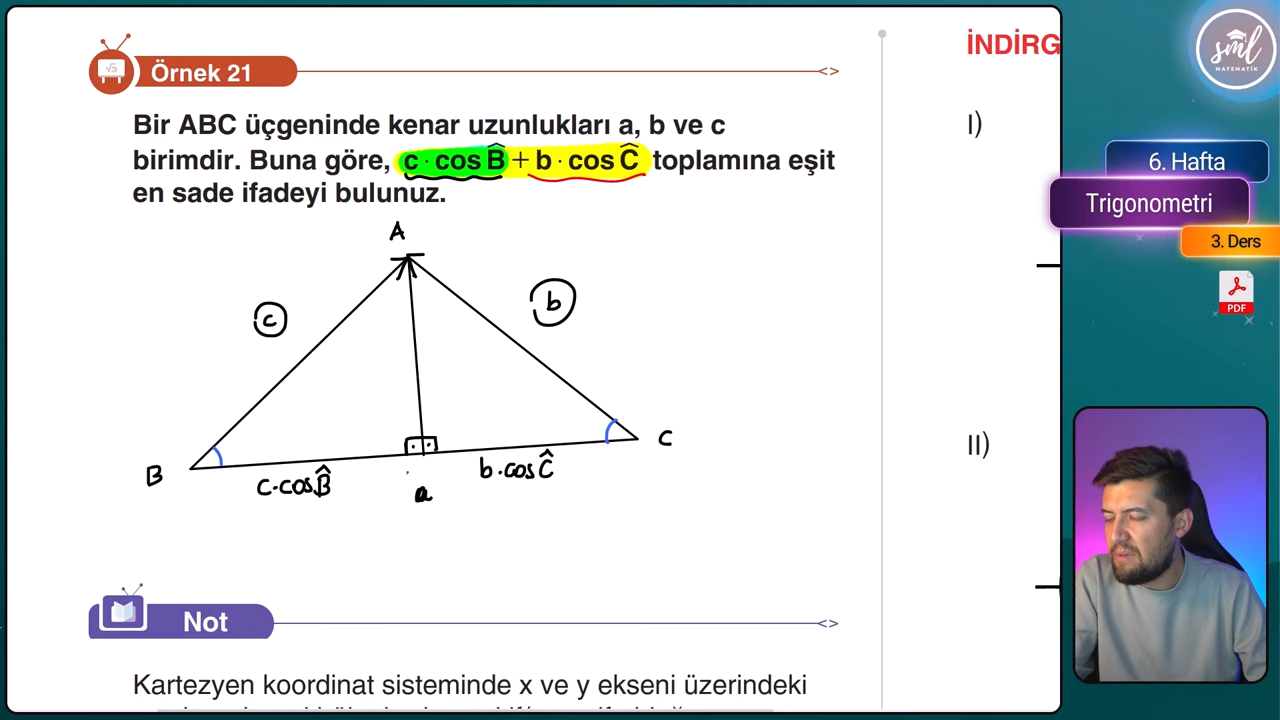 Örnek 21
Bir ABC üçgeninde kenar uzunlukları a, b ve c
birimdir. Buna göre, c · cos B̂ + b · cos Ĉ toplamına eşit
en sade ifadeyi bulunuz.
A
c
b
B
C
c·cosB̂
b·cosĈ
a
Not
Kartezyen koordinat sisteminde x ve y ekseni üzerindeki
İNDİRG
I)
II)
sml
MATEMATİK
6. Hafta
Trigonometri
3. Ders
PDF